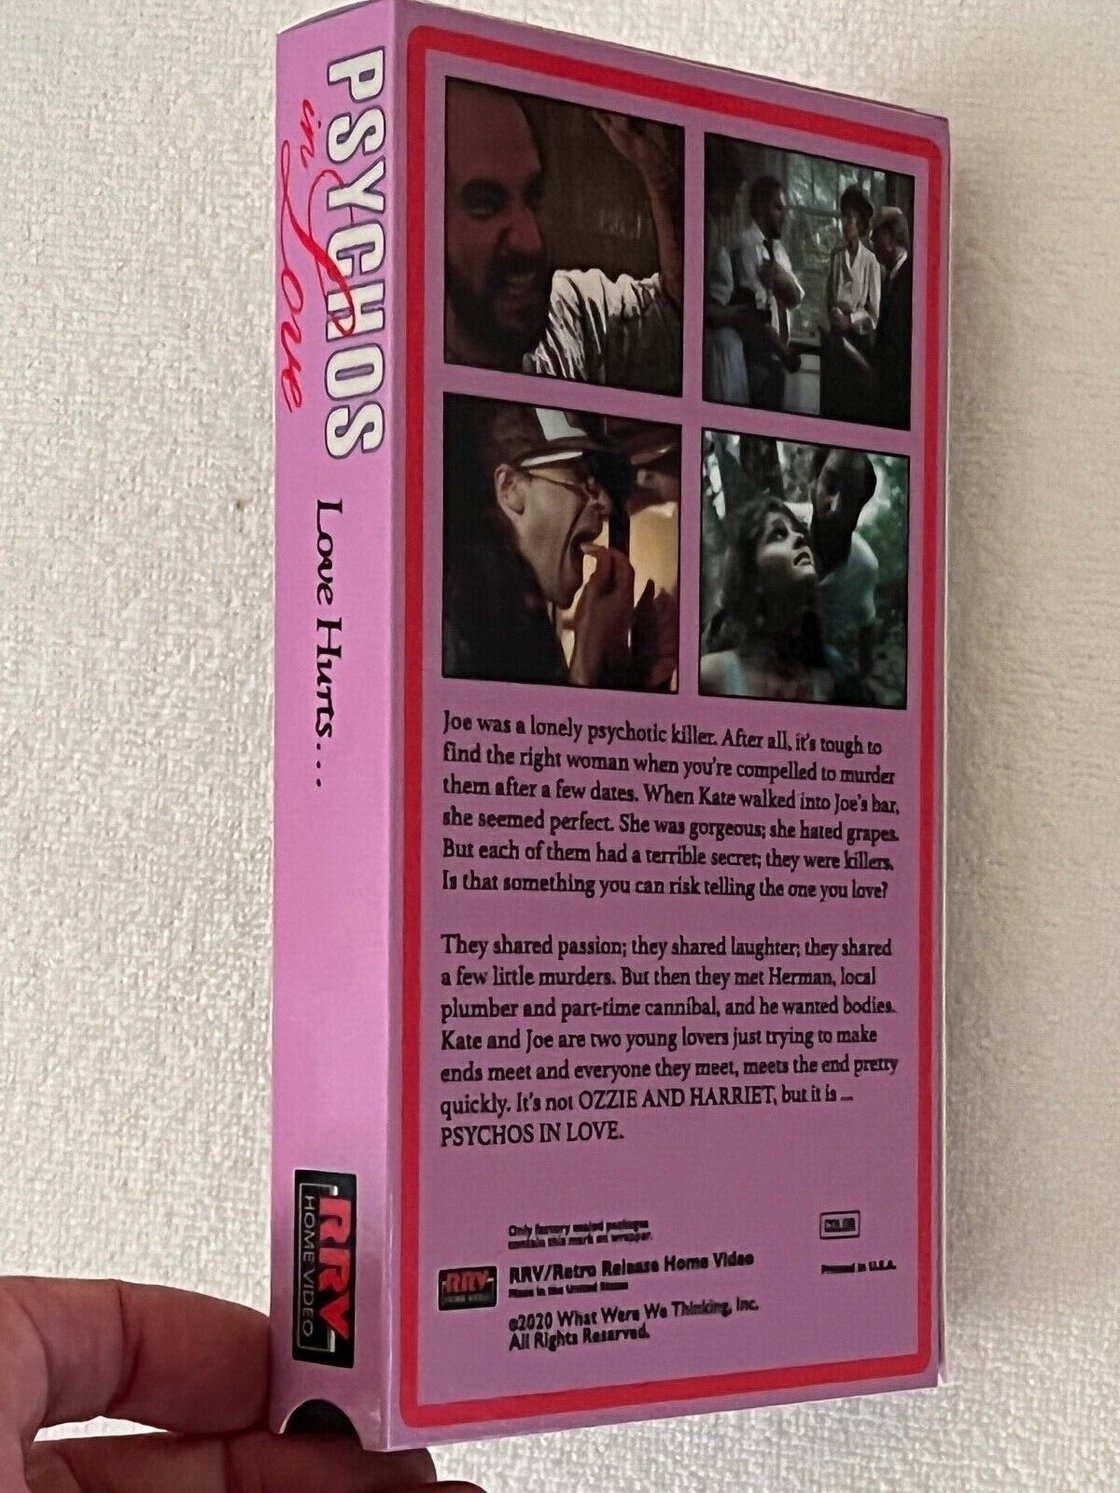 PSYCHOS
in Love
Love Hurts...
RRV
HOME VIDEO
Joe was a lonely psychotic killer. After all, it's tough to
find the right woman when you're compelled to murder
them after a few dates. When Kate walked into Joe's bar,
she seemed perfect. She was gorgeous; she hated grapes.
But each of them had a terrible secret; they were killers.
Is that something you can risk telling the one you love?
They shared passion; they shared laughter; they shared
a few little murders. But then they met Herman, local
plumber and part-time cannibal, and he wanted bodies.
Kate and Joe are two young lovers just trying to make
ends meet and everyone they meet, meets the end pretty
quickly. It's not OZZIE AND HARRIET, but it is ...
PSYCHOS IN LOVE.
Only factory sealed packages
contain this mark on wrapper.
COLOR
RRV
HOME VIDEO
RRV/Retro Release Home Video
Made in the United States
Printed in U.S.A.
©2020 What Were We Thinking, Inc.
All Rights Reserved.